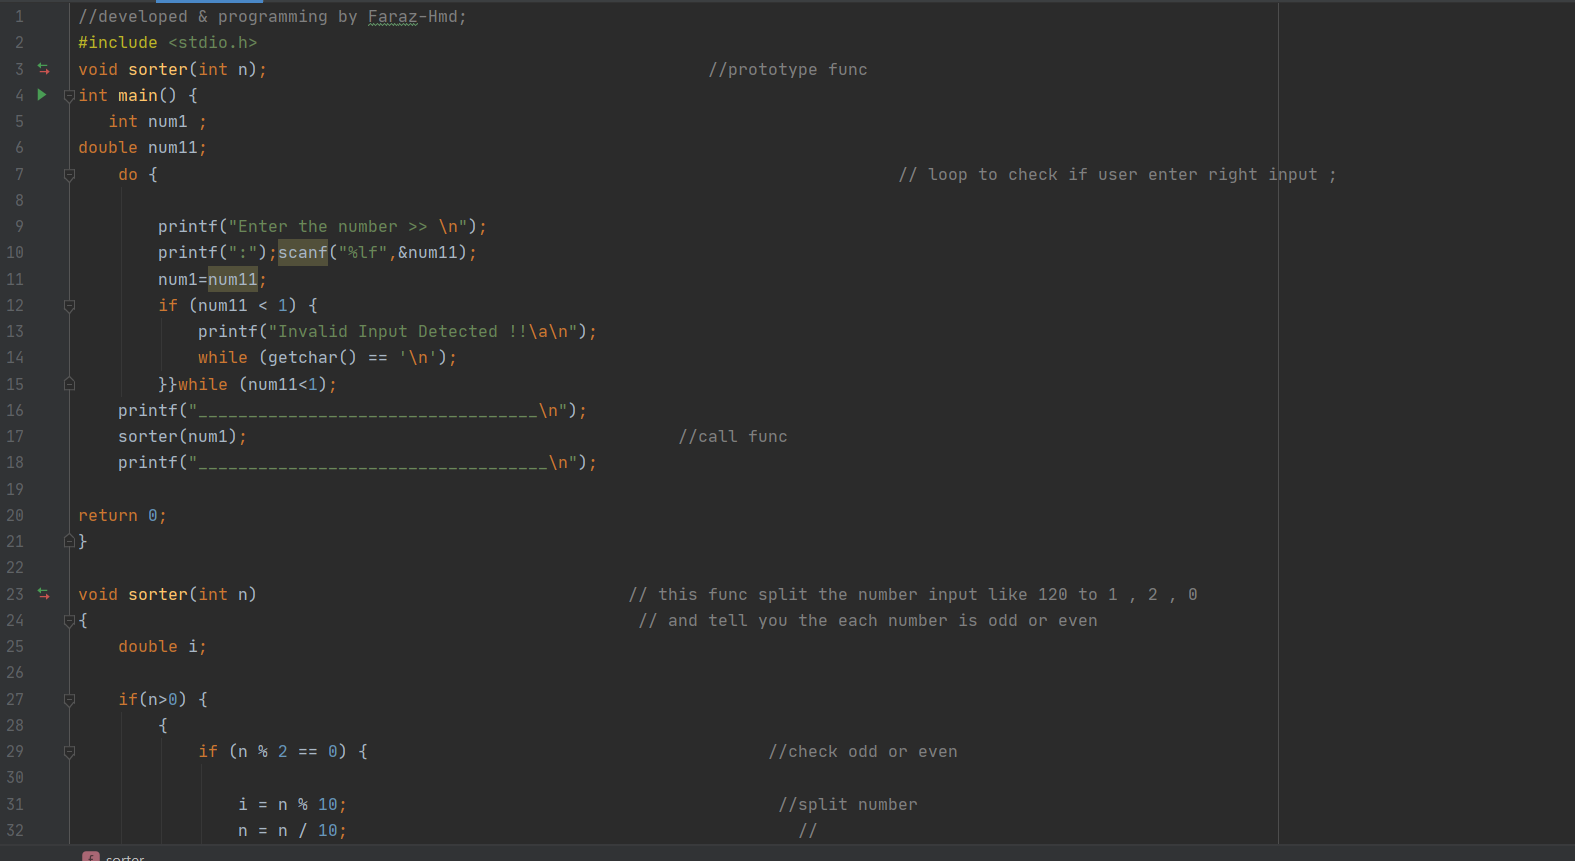 1 //developed & programming by Faraz-Hmd;
2 #include <stdio.h>
3 void sorter(int n); //prototype func
4 int main() {
5 int num1 ;
6 double num11;
7 do { // loop to check if user enter right input ;
8
9 printf("Enter the number >> \n");
10 printf(":");scanf("%lf",&num11);
11 num1=num11;
12 if (num11 < 1) {
13 printf("Invalid Input Detected !!\a\n");
14 while (getchar() == '\n');
15 }}while (num11<1);
16 printf("__________________________________\n");
17 sorter(num1); //call func
18 printf("___________________________________\n");
19
20 return 0;
21 }
22
23 void sorter(int n) // this func split the number input like 120 to 1 , 2 , 0
24 { // and tell you the each number is odd or even
25 double i;
26
27 if(n>0) {
28 {
29 if (n % 2 == 0) { //check odd or even
30
31 i = n % 10; //split number
32 n = n / 10; //
f sorter